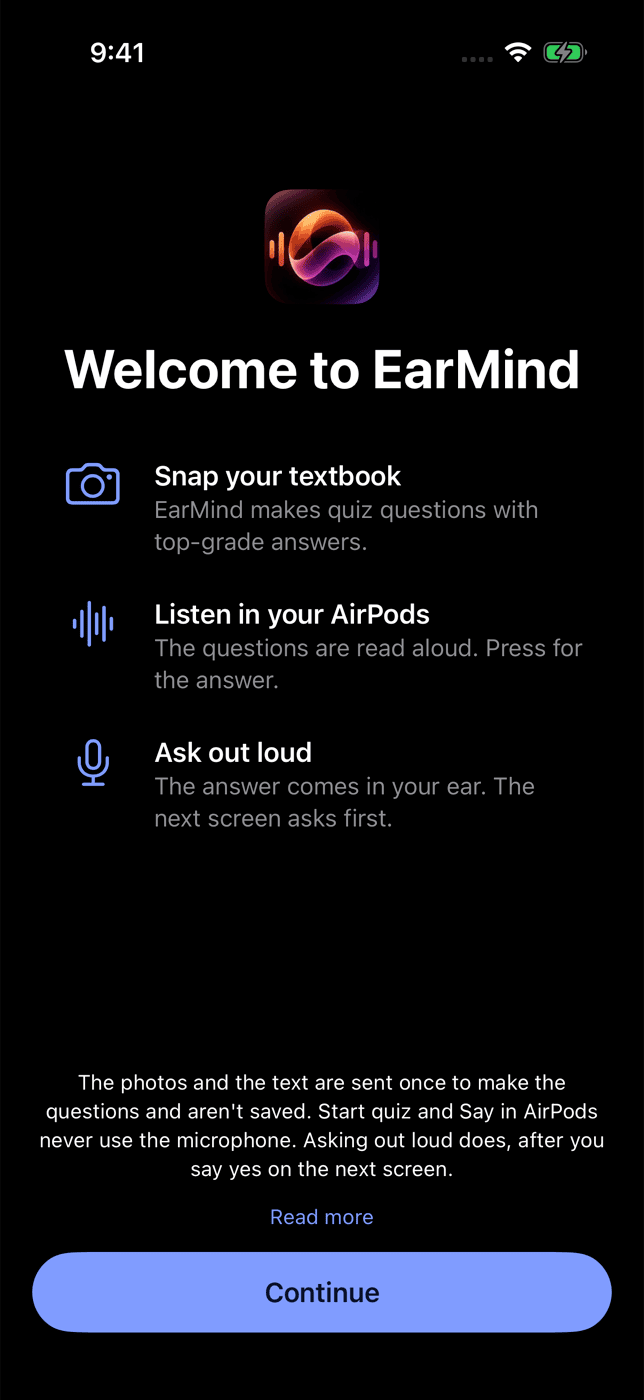 9:41
Welcome to EarMind
Snap your textbook
EarMind makes quiz questions with
top-grade answers.
Listen in your AirPods
The questions are read aloud. Press for
the answer.
Ask out loud
The answer comes in your ear. The
next screen asks first.
The photos and the text are sent once to make the
questions and aren't saved. Start quiz and Say in AirPods
never use the microphone. Asking out loud does, after you
say yes on the next screen.
Read more
Continue